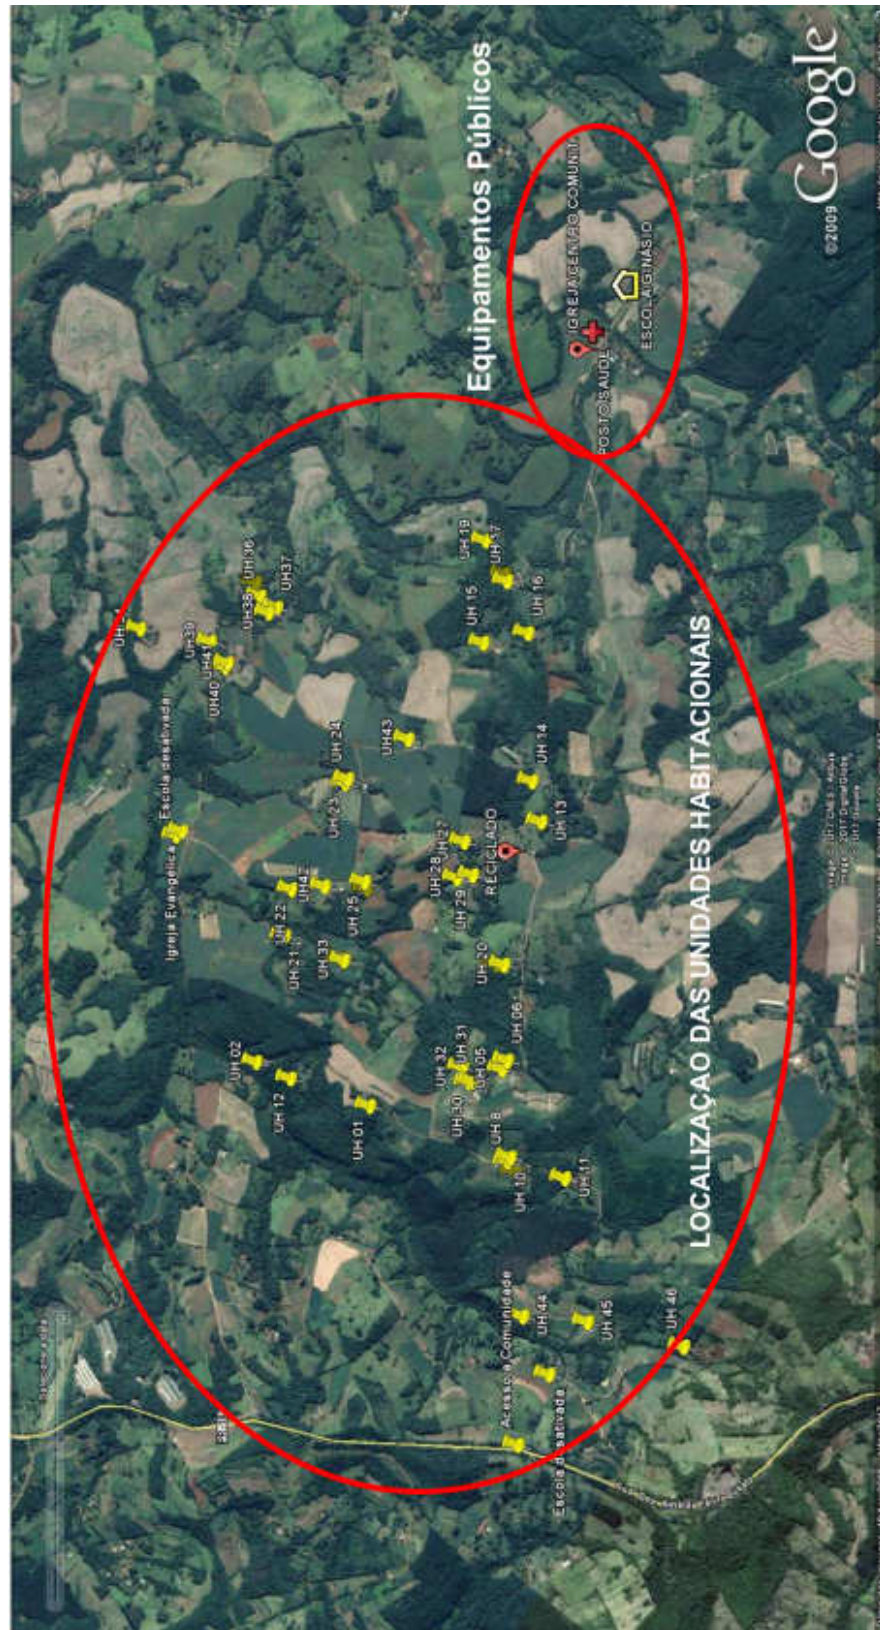 Equipamentos Públicos
IGREJA CENTRO COMUNIT
POSTO SAUDE
ESCOLA GINÁSIO
©2009 Google
UH 36
UH38
UH37
UH39
UH41
UH40
UH 19
UH 17
UH 15
UH 16
Escola desativada
Igreja Evangélica
UH 24
UH 23
UH43
UH 14
UH 13
UH 28
UH 29
RECICLADO
UH42
UH 22
UH 21
UH 25
UH 33
UH 20
UH 02
UH 12
UH 01
UH 32
UH 31
UH 30
UH 05
UH 06
UH 8
UH 10
UH 11
Acesso a Comunidade
UH 44
UH 45
UH 46
Escola desativada
LOCALIZAÇAO DAS UNIDADES HABITACIONAIS